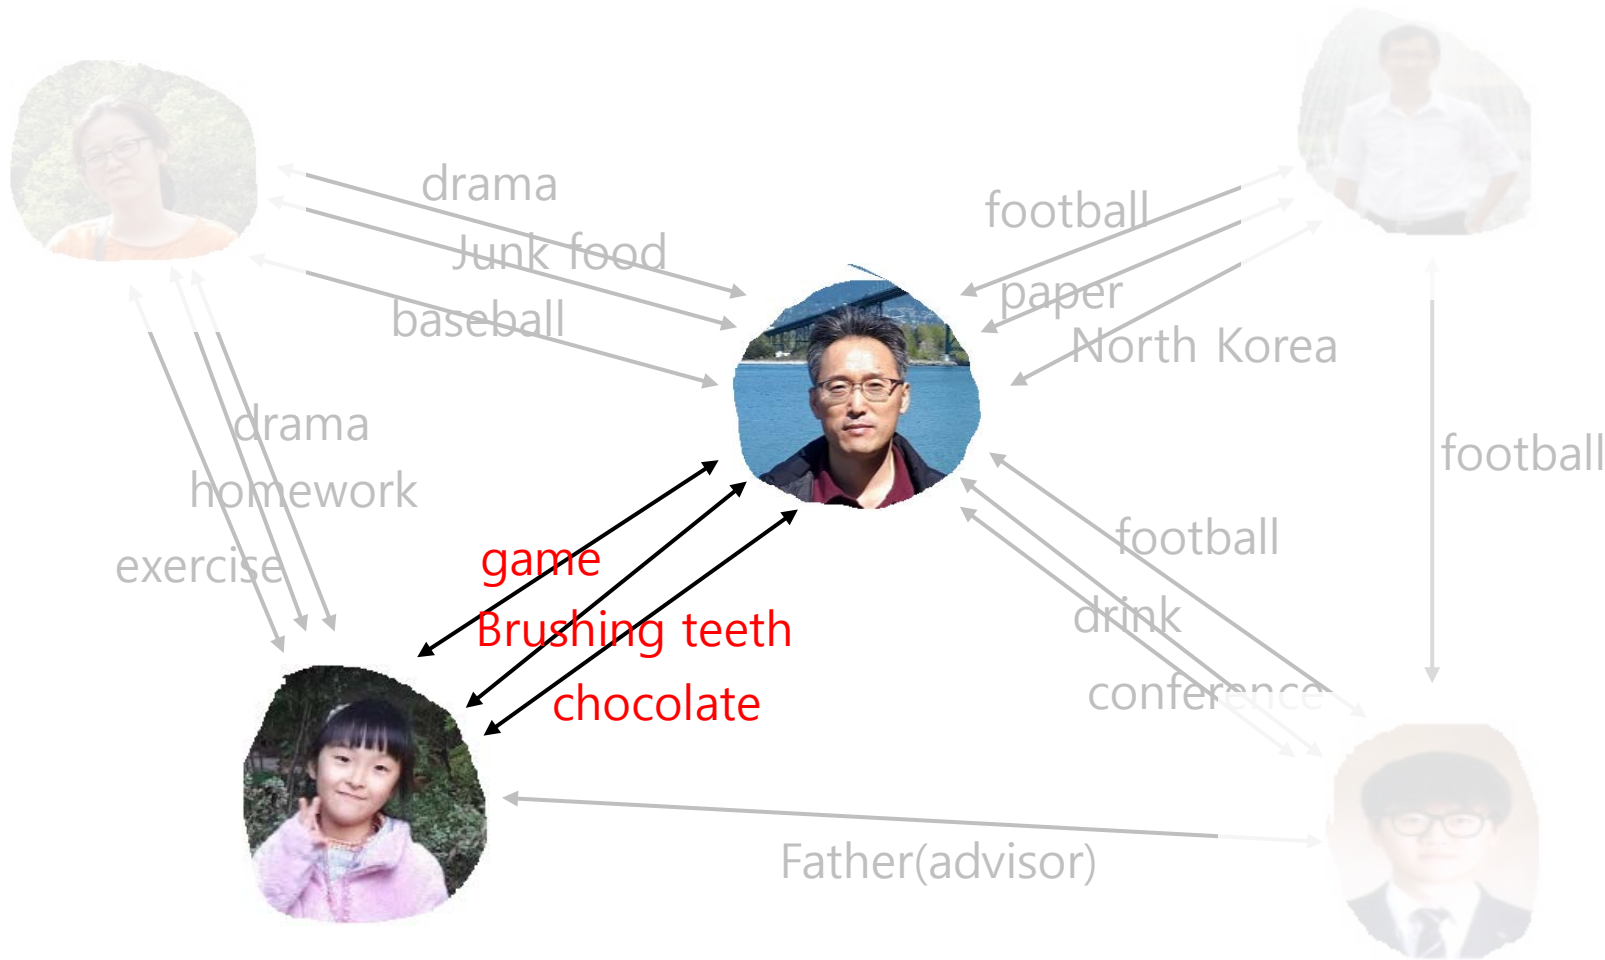 drama
football
Junk food
paper
baseball
North Korea
drama
football
homework
football
game
exercise
drink
Brushing teeth
conference
chocolate
Father(advisor)